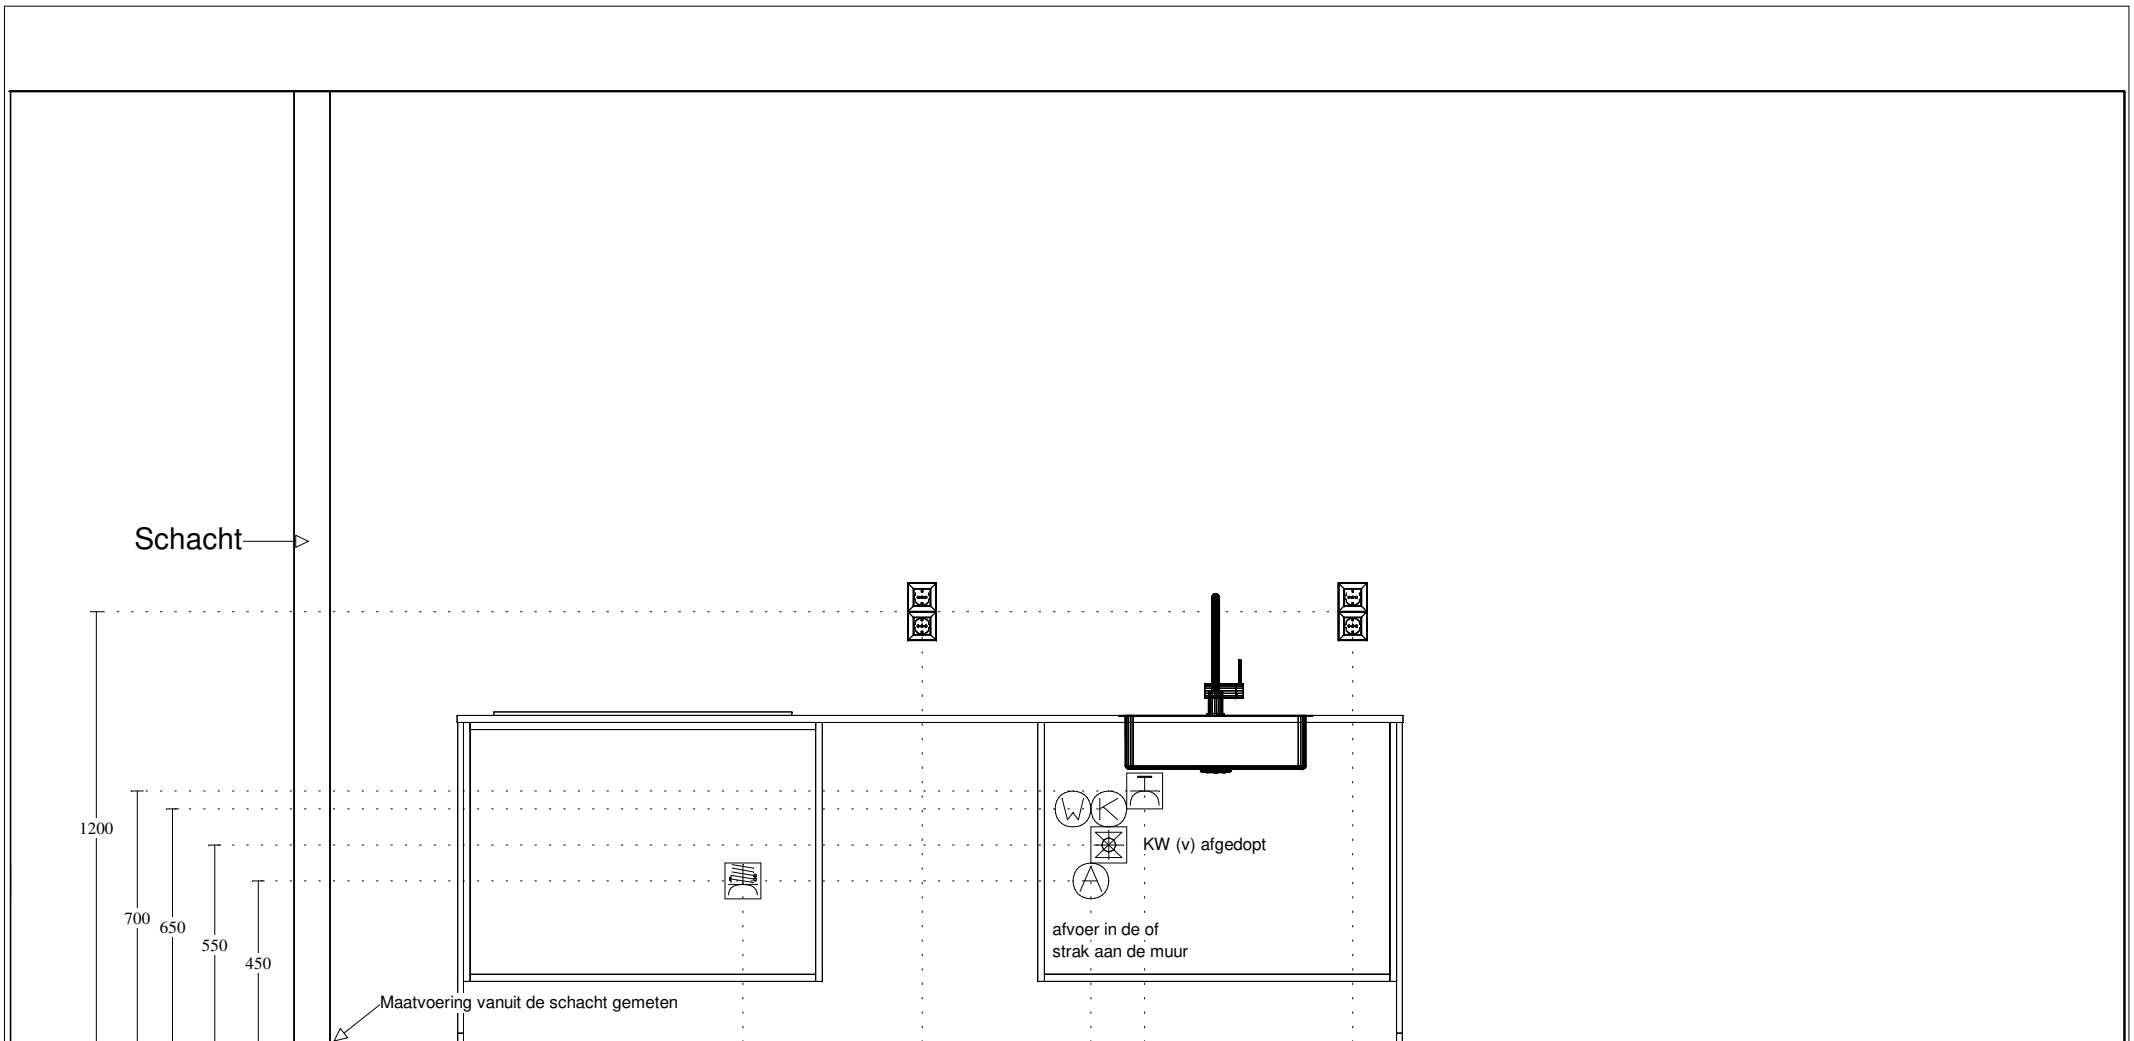 Schacht
1200
700
650
550
450
W
K
KW (v) afgedopt
A
afvoer in de of
strak aan de muur
Maatvoering vanuit de schacht gemeten